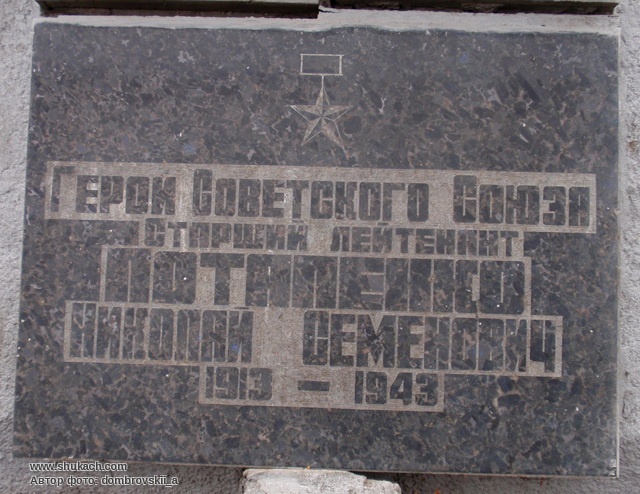 ГЕРОЙ СОВЕТСКОГО СОЮЗА
СТАРШИЙ ЛЕЙТЕНАНТ
ПОТАПЕНКО
НИКОЛАЙ СЕМЕНОВИЧ
1913 – 1943
www.shukach.com
Автор фото: dombrovskii_a